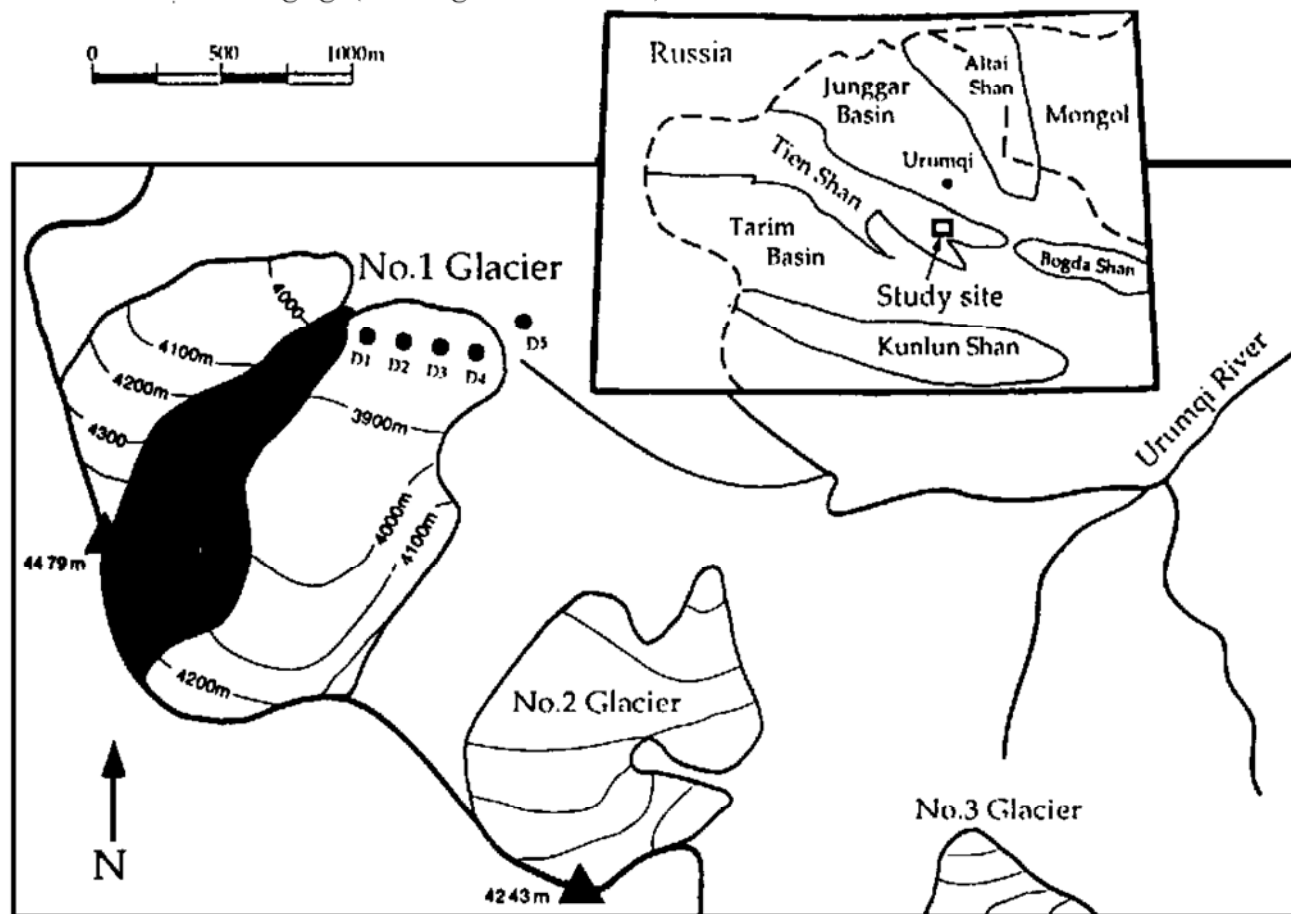 0 500 1000m
Russia
Altai
Shan
Junggar
Basin
Mongol
Urumqi
Tien Shan
Tarim
Basin
Bogda Shan
Study site
Kunlun Shan
No.1 Glacier
4000
4100m
4200m
4300
D1 D2 D3 D4 D5
3900m
4000m
4100m
Urumqi River
4479m
4200m
No.2 Glacier
No.3 Glacier
N
4243m